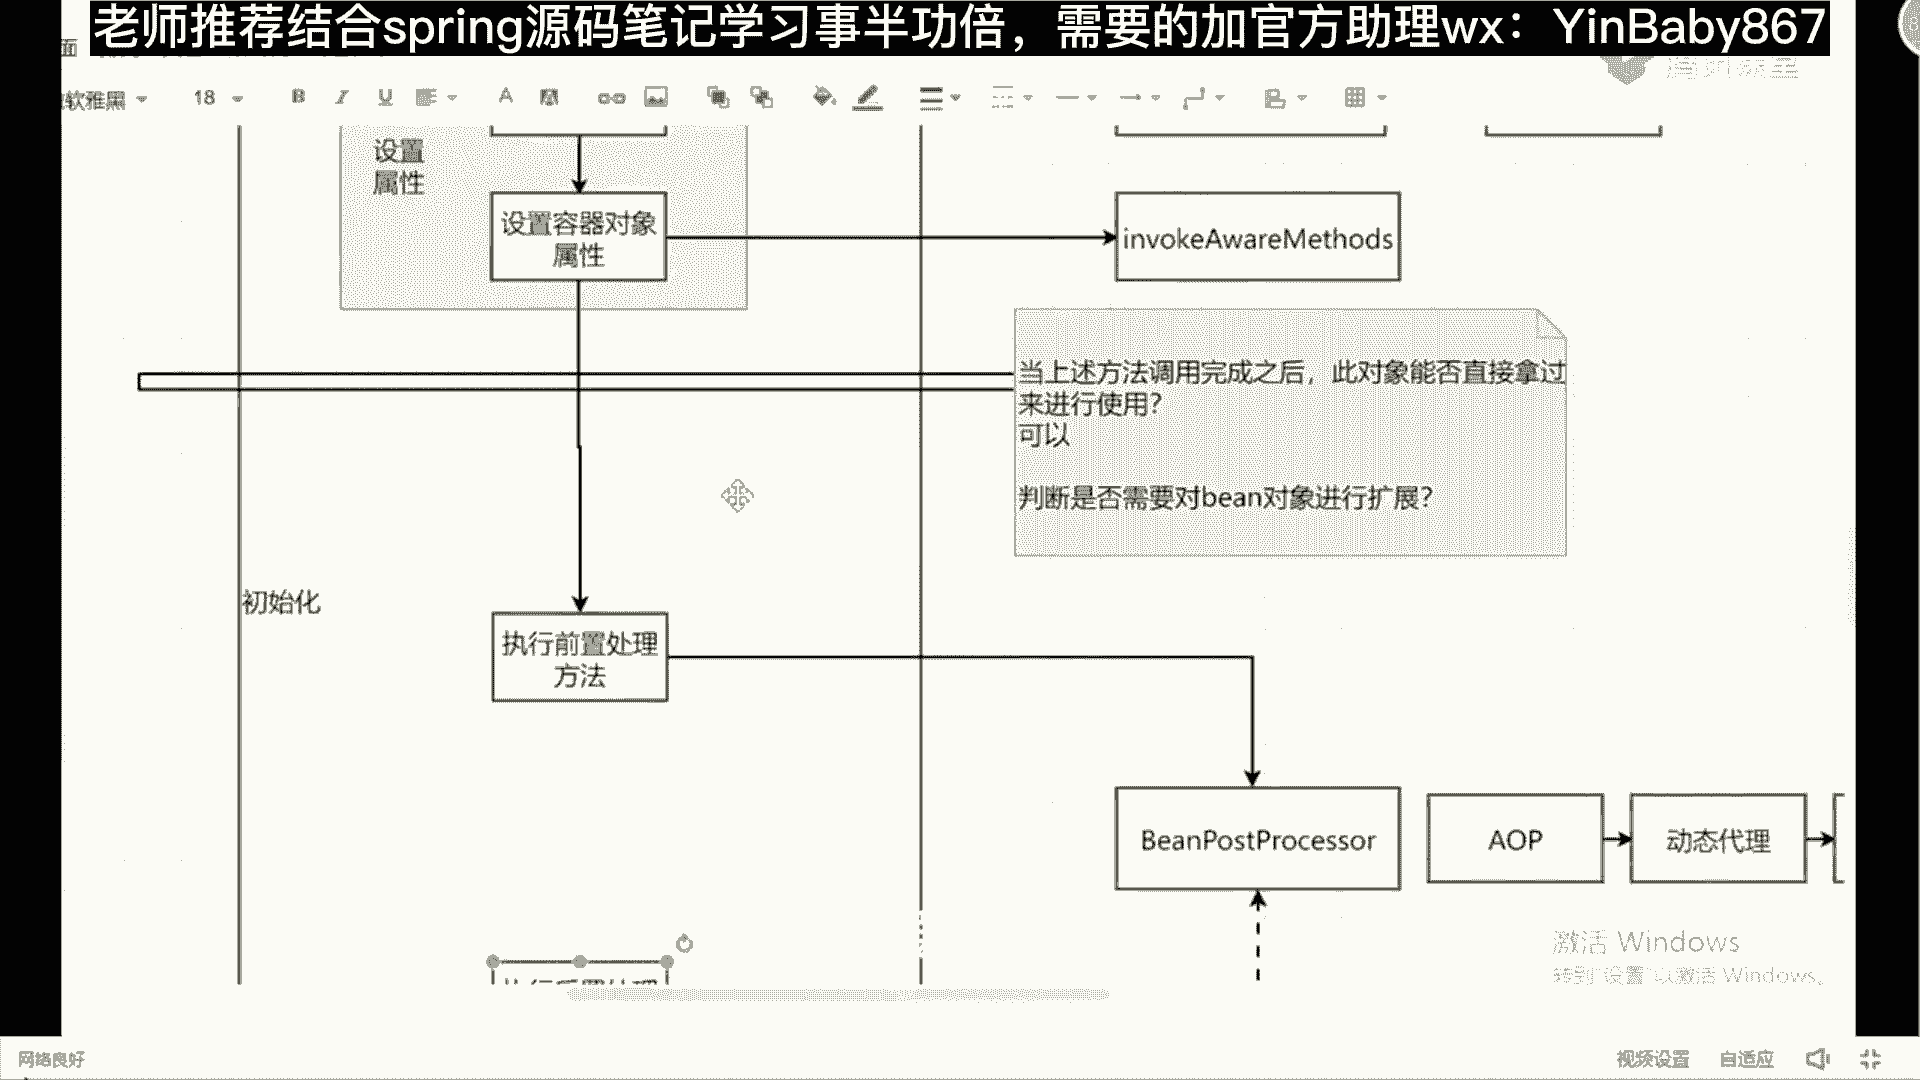 老师推荐结合spring源码笔记学习事半功倍，需要的加官方助理wx：YinBaby867
面
软雅黑
18
B I U
A
设置
属性
设置容器对象
属性
invokeAwareMethods
当上述方法调用完成之后，此对象能否直接拿过
来进行使用？
可以
判断是否需要对bean对象进行扩展？
初始化
执行前置处理
方法
BeanPostProcessor
AOP
动态代理
激活 Windows
转到"设置"以激活 Windows。
网络良好
视频设置
自适应